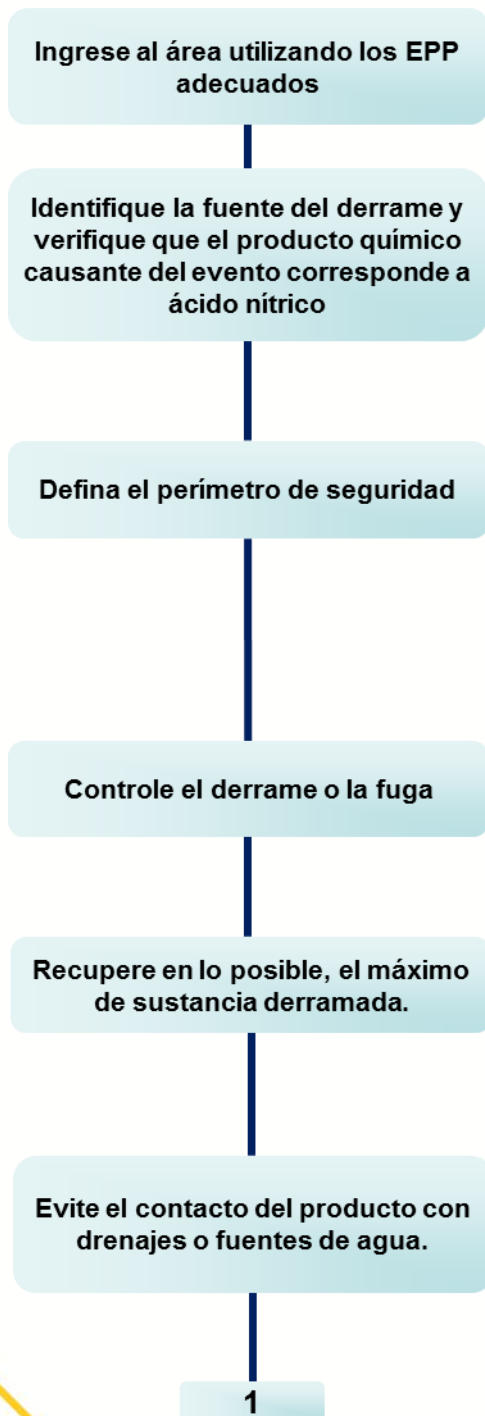 Ingrese al área utilizando los EPP
adecuados
Identifique la fuente del derrame y
verifique que el producto químico
causante del evento corresponde a
ácido nítrico
Defina el perímetro de seguridad
Controle el derrame o la fuga
Recupere en lo posible, el máximo
de sustancia derramada.
Evite el contacto del producto con
drenajes o fuentes de agua.
1